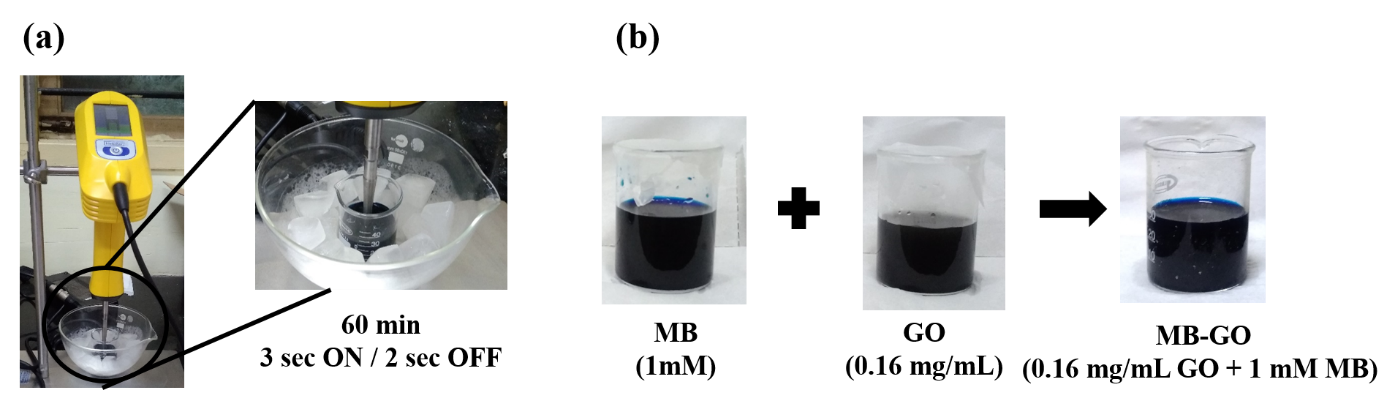 (a)
(b)
60 min
3 sec ON / 2 sec OFF
MB
(1mM)
GO
(0.16 mg/mL)
MB-GO
(0.16 mg/mL GO + 1 mM MB)